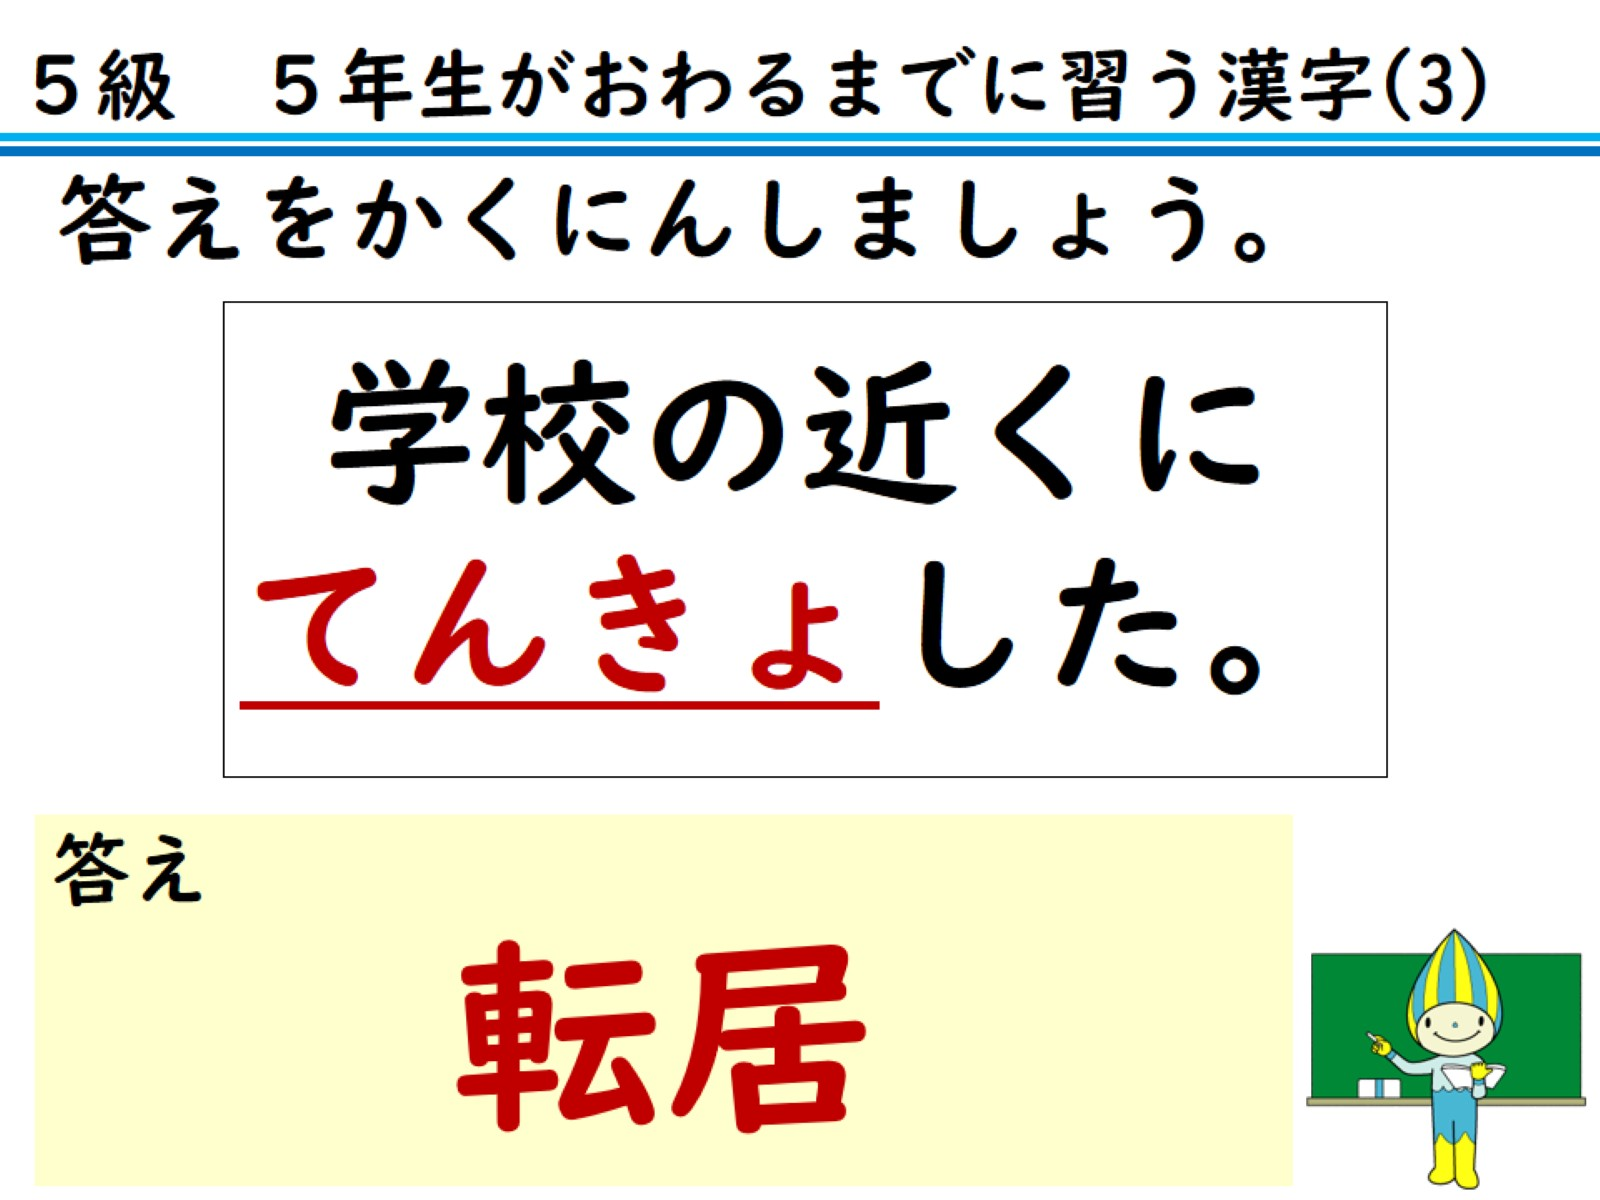 ５級　５年生がおわるまでに習う漢字(3)
答えをかくにんしましょう。
学校の近くに
てんきょした。
答え
転居